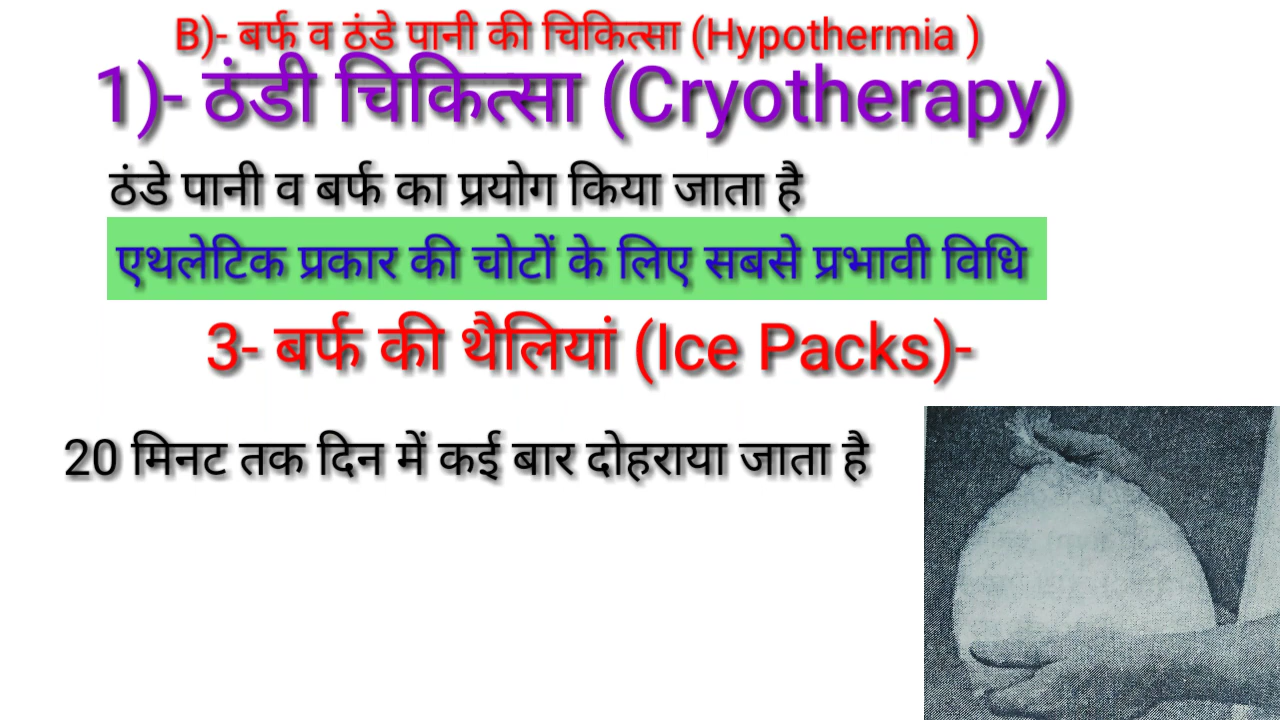 B)- बर्फ व ठंडे पानी की चिकित्सा (Hypothermia )
1)- ठंडी चिकित्सा (Cryotherapy)
ठंडे पानी व बर्फ का प्रयोग किया जाता है
एथलेटिक प्रकार की चोटों के लिए सबसे प्रभावी विधि
3- बर्फ की थैलियां (Ice Packs)-
20 मिनट तक दिन में कई बार दोहराया जाता है